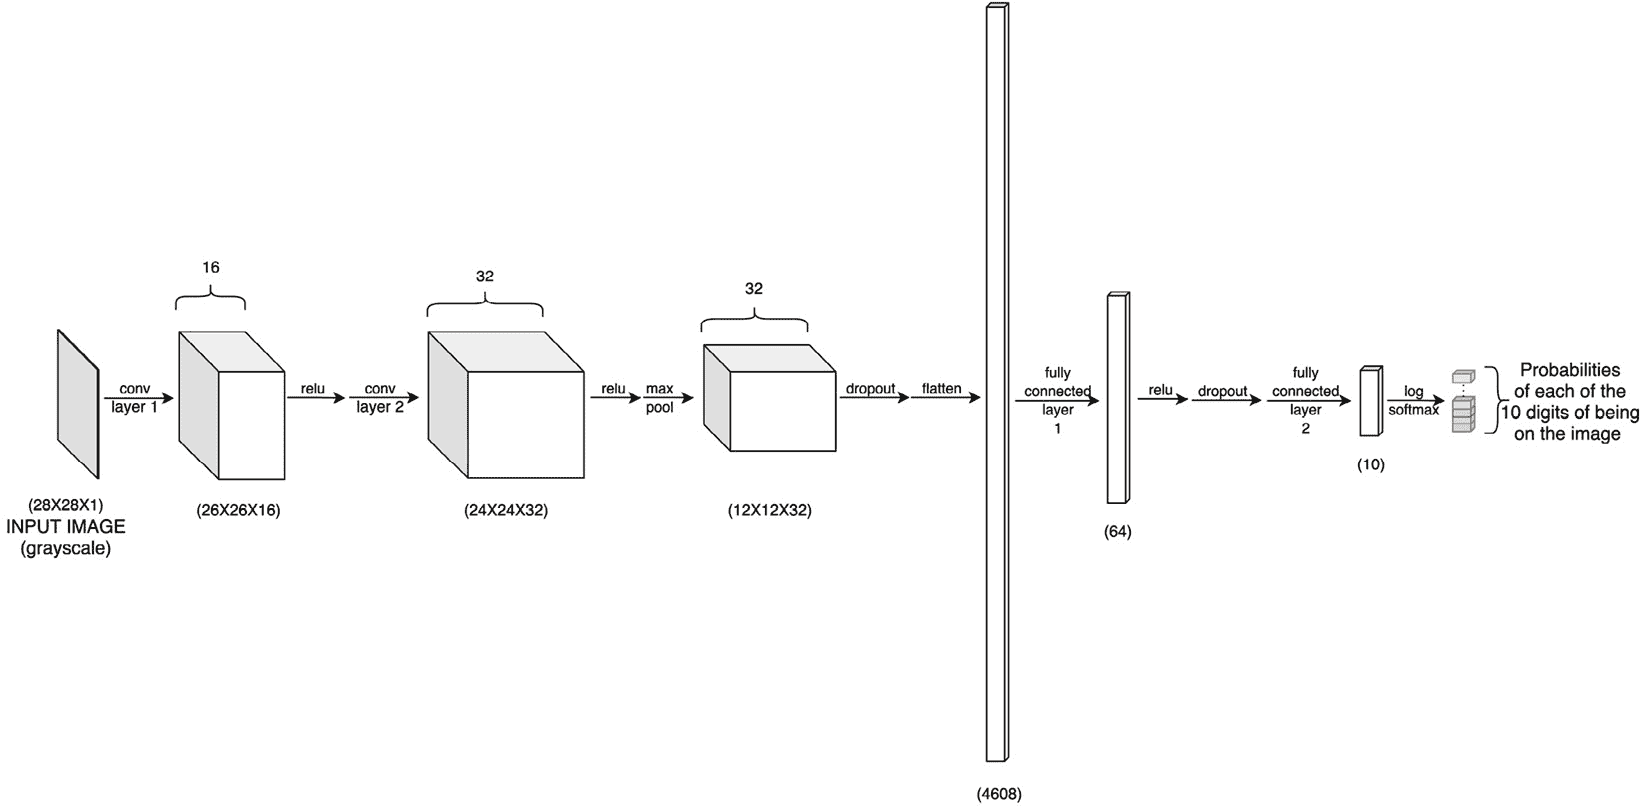 (28X28X1)
INPUT IMAGE
(grayscale)
conv
layer 1
16
(26X26X16)
relu
conv
layer 2
32
(24X24X32)
relu
max
pool
32
(12X12X32)
dropout
flatten
(4608)
fully
connected
layer
1
(64)
relu
dropout
fully
connected
layer
2
(10)
log
softmax
Probabilities
of each of the
10 digits of being
on the image